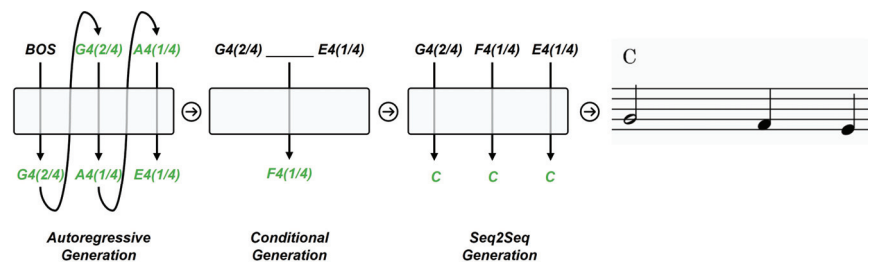 BOS G4(2/4) A4(1/4)
G4(2/4) A4(1/4) E4(1/4)
Autoregressive
Generation
G4(2/4) _____ E4(1/4)
F4(1/4)
Conditional
Generation
G4(2/4) F4(1/4) E4(1/4)
C C C
Seq2Seq
Generation
C